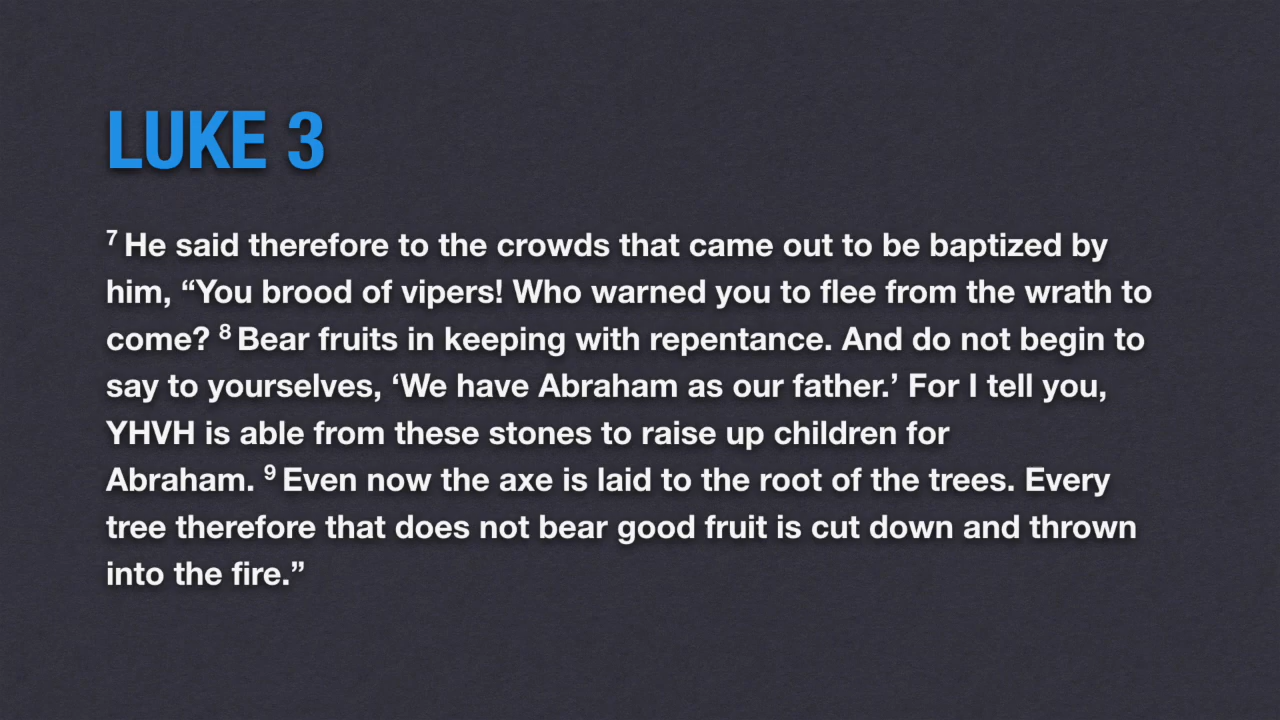 LUKE 3
⁷ He said therefore to the crowds that came out to be baptized by
him, “You brood of vipers! Who warned you to flee from the wrath to
come? ⁸ Bear fruits in keeping with repentance. And do not begin to
say to yourselves, ‘We have Abraham as our father.’ For I tell you,
YHVH is able from these stones to raise up children for
Abraham. ⁹ Even now the axe is laid to the root of the trees. Every
tree therefore that does not bear good fruit is cut down and thrown
into the fire.”